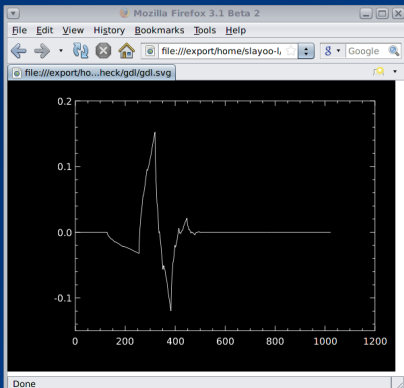 Mozilla Firefox 3.1 Beta 2
File Edit View History Bookmarks Tools Help
file:///export/home/slayoo-l/ Google
file:///export/ho...heck/gdl/gdl.svg
0.2
0.1
0.0
-0.1
0 200 400 600 800 1000 1200
Done